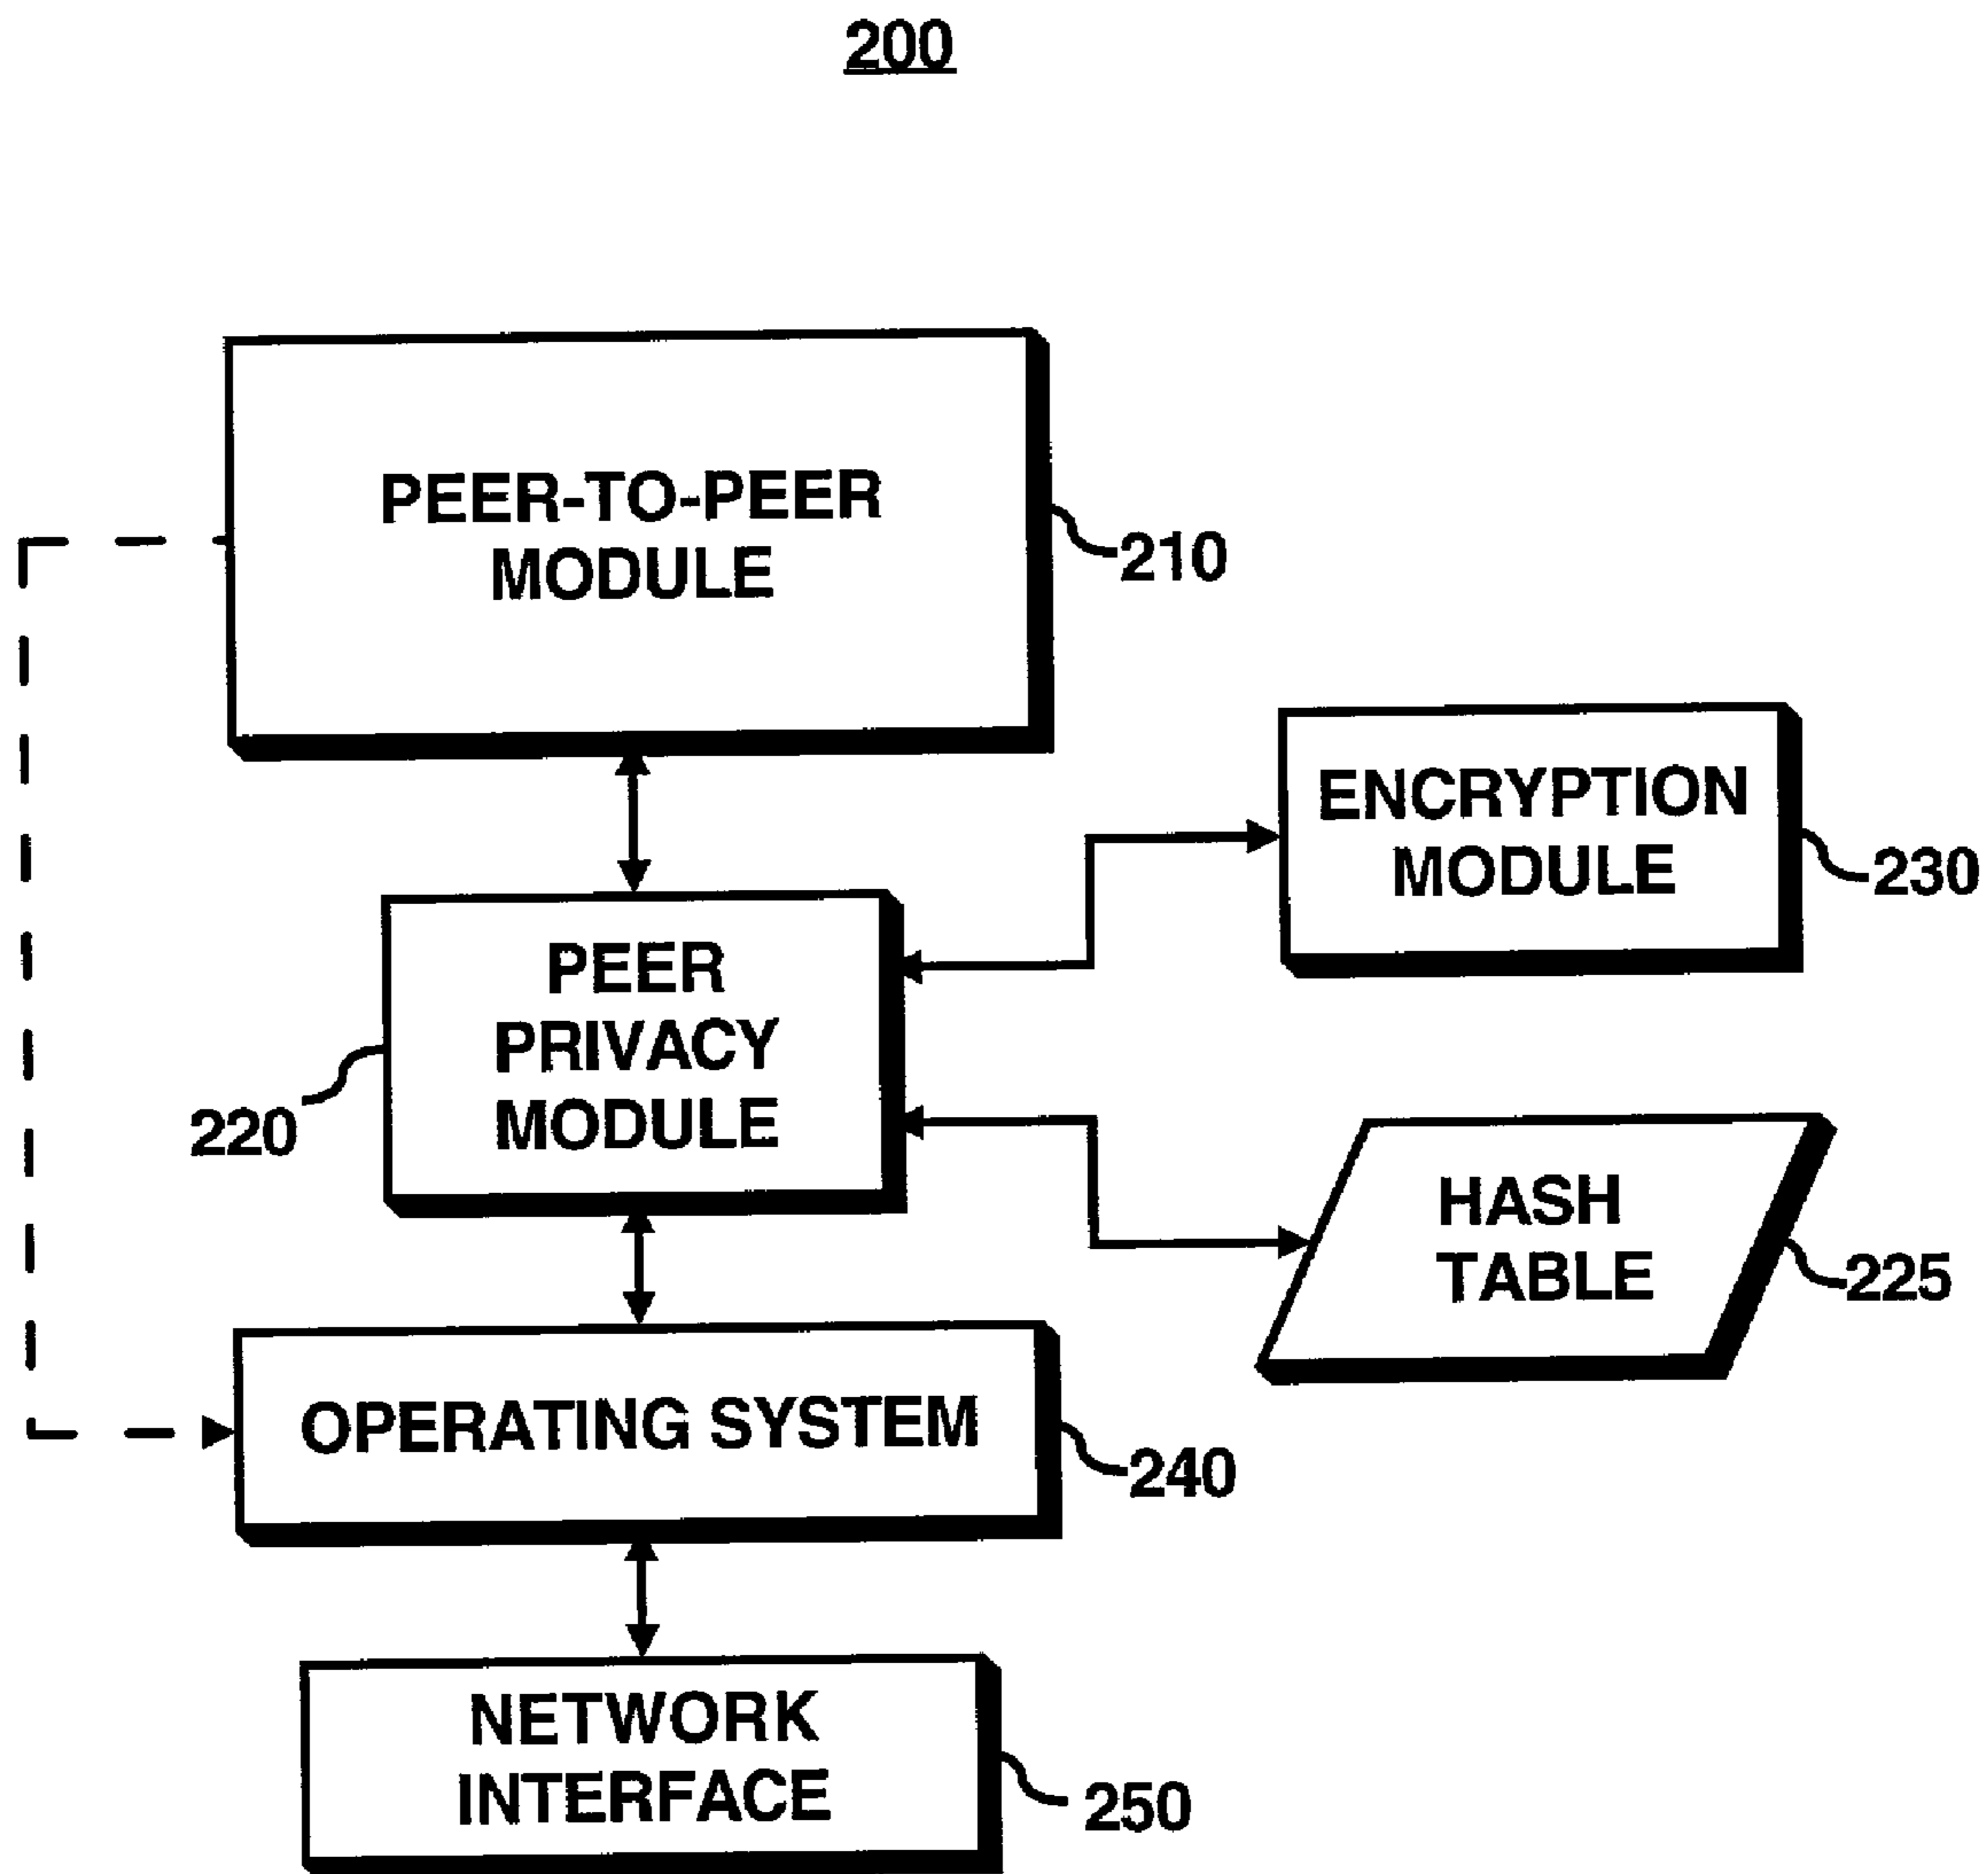 200
PEER-TO-PEER
MODULE
210
ENCRYPTION
MODULE
230
PEER
PRIVACY
MODULE
220
HASH
TABLE
225
OPERATING SYSTEM
240
NETWORK
INTERFACE
250